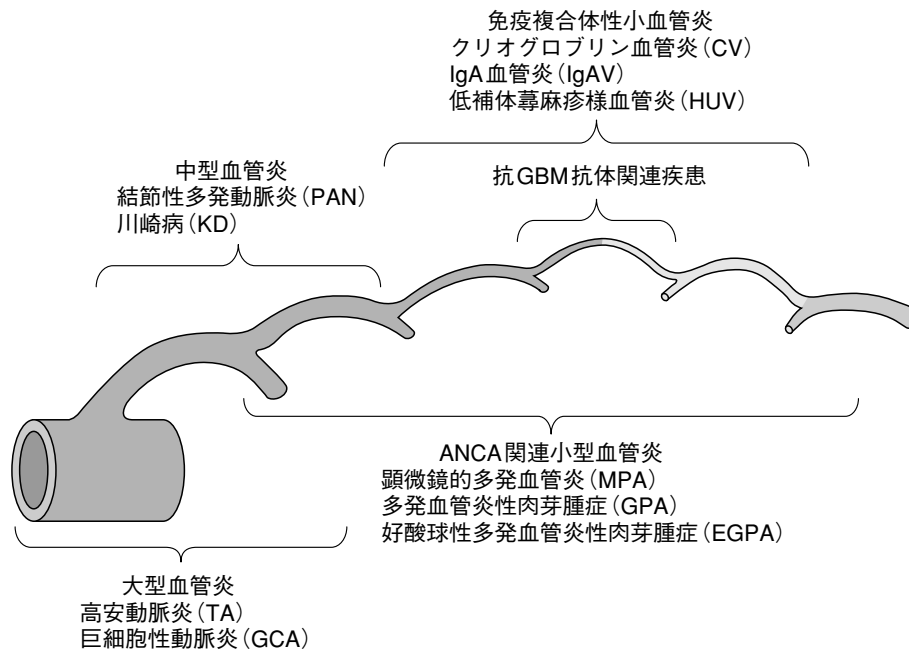 免疫複合体性小血管炎
クリオグロブリン血管炎(CV)
IgA血管炎(IgAV)
低補体蕁麻疹様血管炎(HUV)
中型血管炎
結節性多発動脈炎(PAN)
川崎病(KD)
抗GBM抗体関連疾患
ANCA関連小型血管炎
顕微鏡的多発血管炎(MPA)
多発血管炎性肉芽腫症(GPA)
好酸球性多発血管炎性肉芽腫症(EGPA)
大型血管炎
高安動脈炎(TA)
巨細胞性動脈炎(GCA)